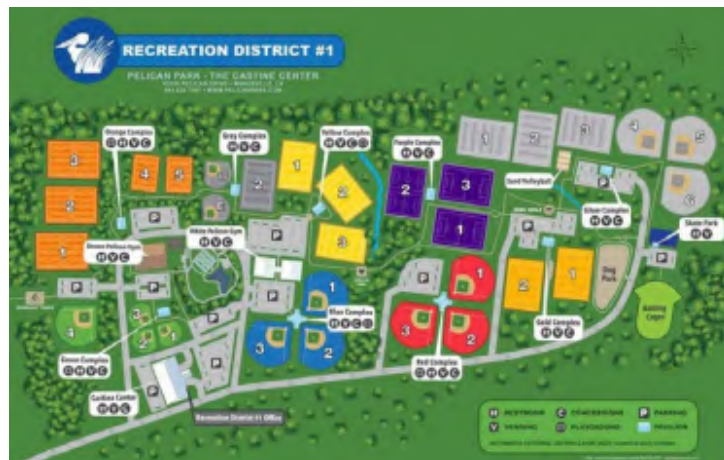 RECREATION DISTRICT #1
PELICAN PARK - THE CASTINE CENTER
Orange Complex
H V C
Grey Complex
H V C
Yellow Complex
H V C
Purple Complex
H V C
1
2
3
4
5
6
Sand Volleyball
Silver Complex
H V C
Skate Park
H V
3
4
5
2
1
2
1
2
3
2
3
1
P
Brown Pelican Gym
H V C
White Pelican Gym
H V C
Blue Complex
H V C
1
2
3
Red Complex
H V C
1
2
3
Gold Complex
H V C
2
1
Dog Park
Batting Cages
Green Complex
H V C
4
3
2
1
Castine Center
H V C
Recreation District #1 Office
H RESTROOM
C CONCESSIONS
P PARKING
V VENDING
PLAYGROUND
PAVILION